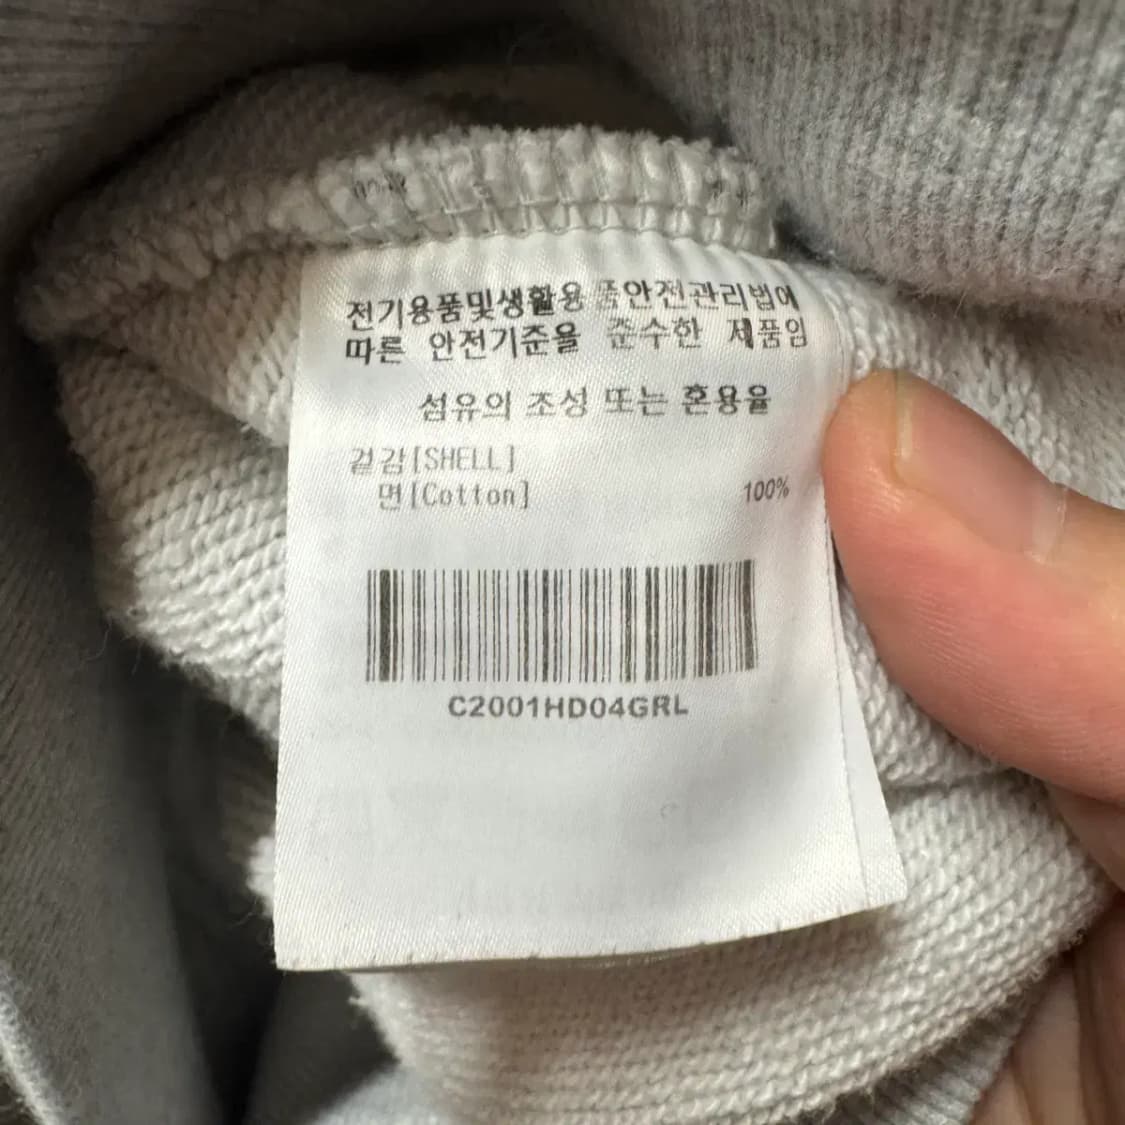 전기용품및생활용품안전관리법에
따른 안전기준을 준수한 제품임
섬유의 조성 또는 혼용율
겉감[SHELL]
면[Cotton] 100%
C2001HD04GRL